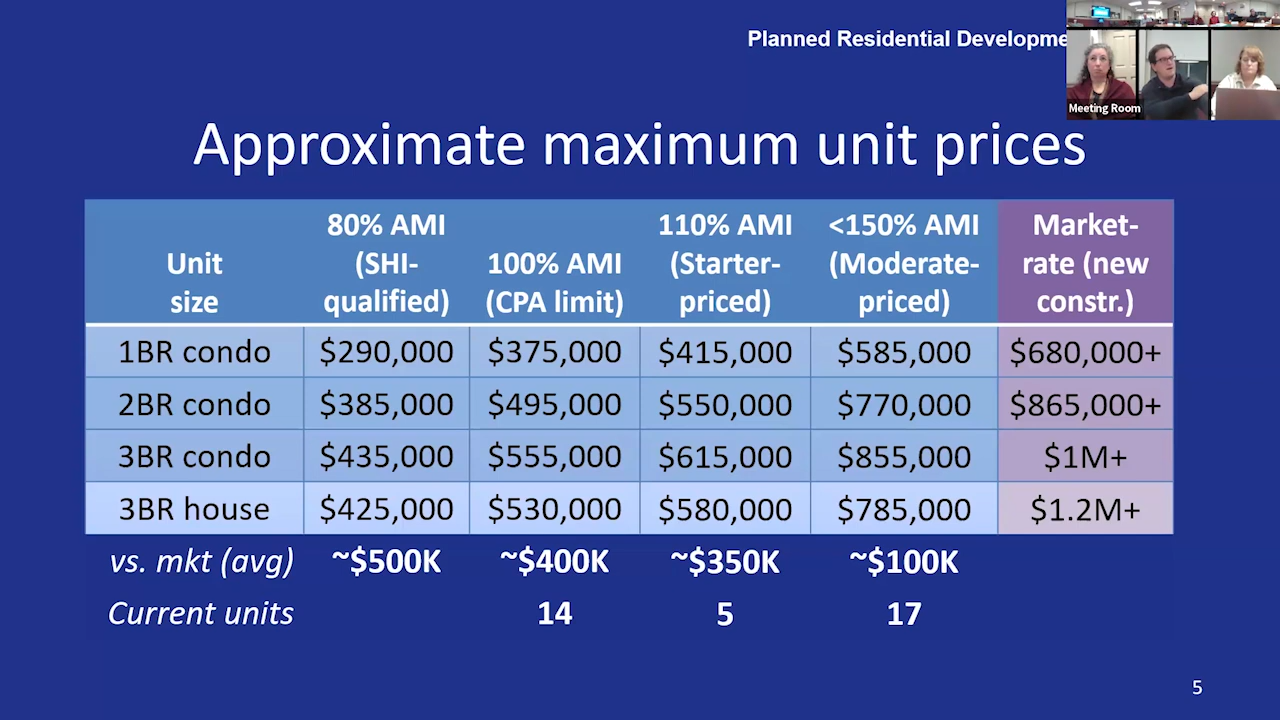 Planned Residential Developme
Meeting Room
Approximate maximum unit prices
Unit size | 80% AMI (SHI-qualified) | 100% AMI (CPA limit) | 110% AMI (Starter-priced) | <150% AMI (Moderate-priced) | Market-rate (new constr.)
1BR condo | $290,000 | $375,000 | $415,000 | $585,000 | $680,000+
2BR condo | $385,000 | $495,000 | $550,000 | $770,000 | $865,000+
3BR condo | $435,000 | $555,000 | $615,000 | $855,000 | $1M+
3BR house | $425,000 | $530,000 | $580,000 | $785,000 | $1.2M+
vs. mkt (avg) | ~$500K | ~$400K | ~$350K | ~$100K
Current units | 14 | 5 | 17
5